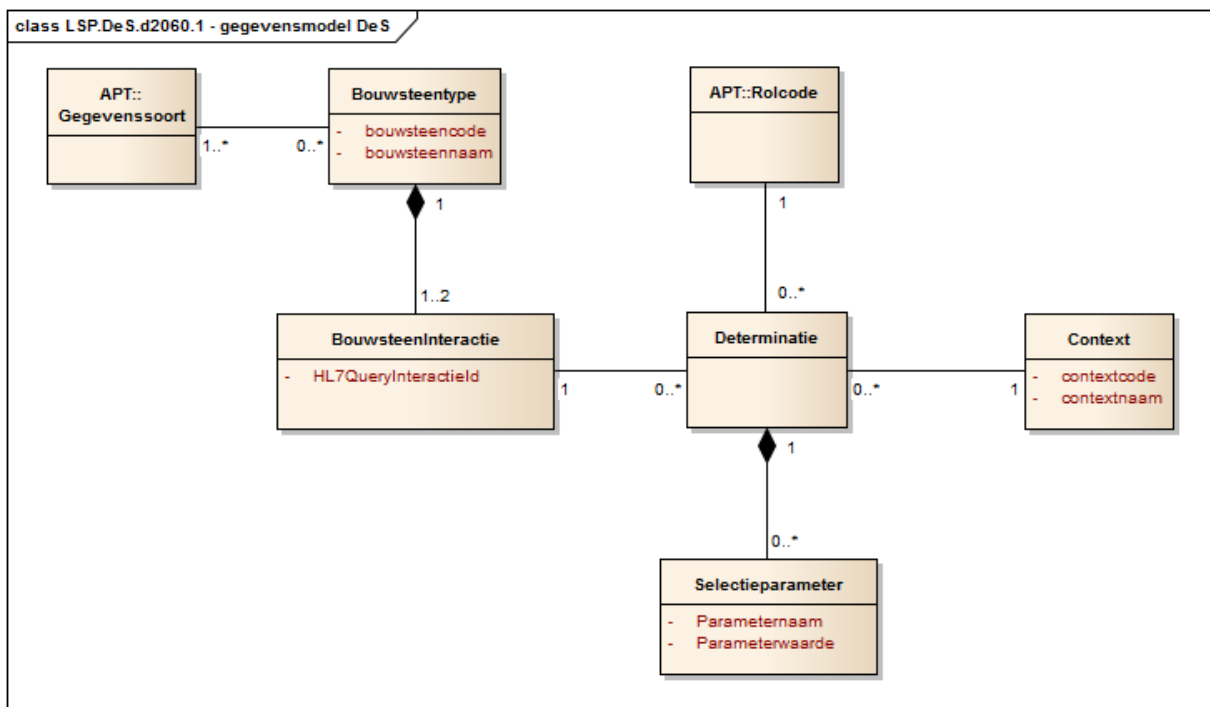 class LSP.DeS.d2060.1 - gegevensmodel DeS
APT::
Gegevenssoort
1..*
0..*
Bouwsteentype
- bouwsteencode
- bouwsteennaam
1
1..2
APT::Rolcode
1
0..*
BouwsteenInteractie
- HL7QueryInteractieId
1
0..*
Determinatie
0..*
1
Context
- contextcode
- contextnaam
1
0..*
Selectieparameter
- Parameternaam
- Parameterwaarde